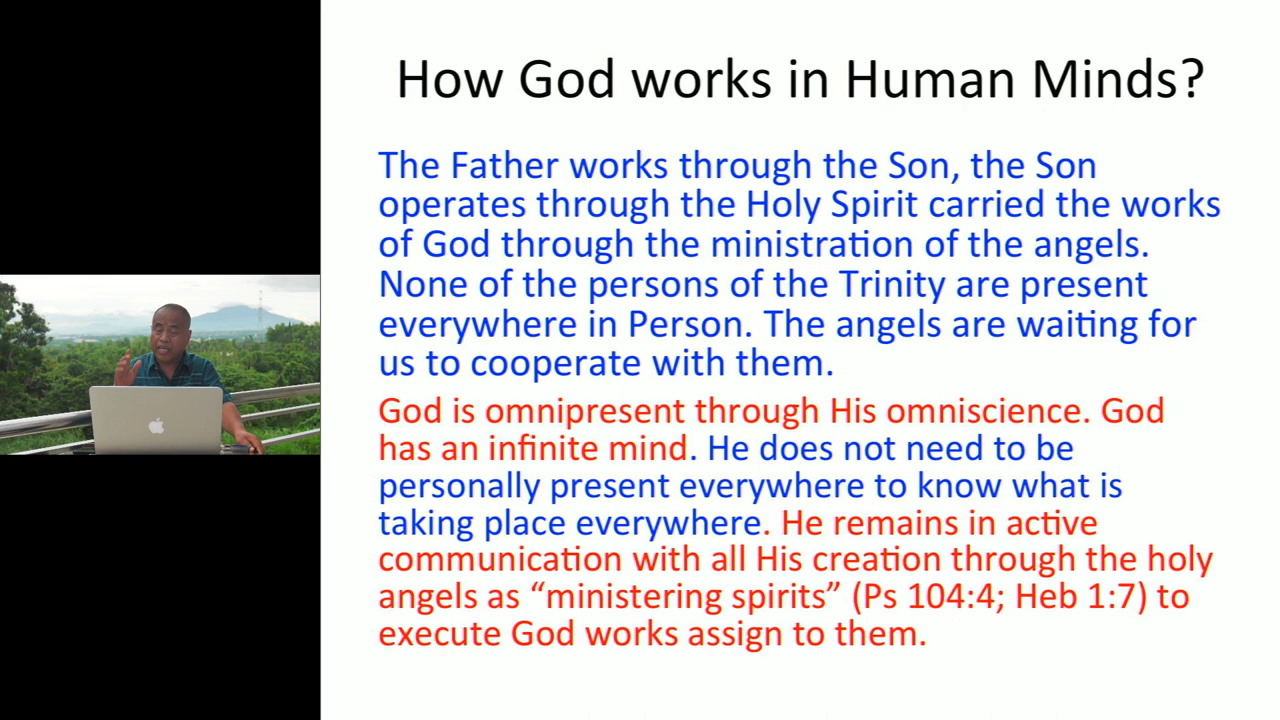 How God works in Human Minds?
The Father works through the Son, the Son
operates through the Holy Spirit carried the works
of God through the ministration of the angels.
None of the persons of the Trinity are present
everywhere in Person. The angels are waiting for
us to cooperate with them.
God is omnipresent through His omniscience. God
has an infinite mind. He does not need to be
personally present everywhere to know what is
taking place everywhere. He remains in active
communication with all His creation through the holy
angels as “ministering spirits” (Ps 104:4; Heb 1:7) to
execute God works assign to them.